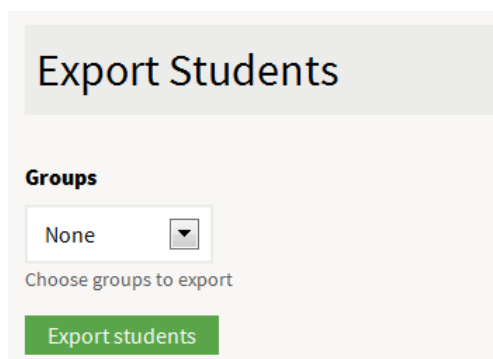 Export Students
Groups
None
Choose groups to export
Export students